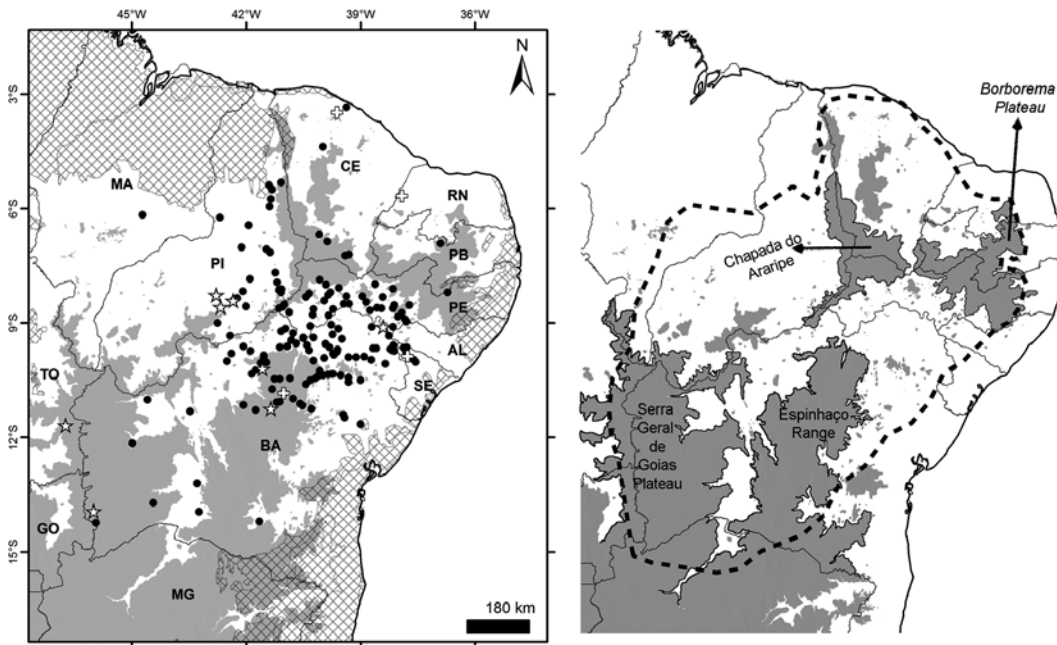 45°W 42°W 39°W 36°W
N
3°S
6°S
9°S
12°S
15°S
CE
MA
RN
PI
PB
PE
AL
TO
SE
BA
GO
MG
180 km
Borborema
Plateau
Chapada do
Araripe
Serra
Geral
de
Goias
Plateau
Espinhaço
Range